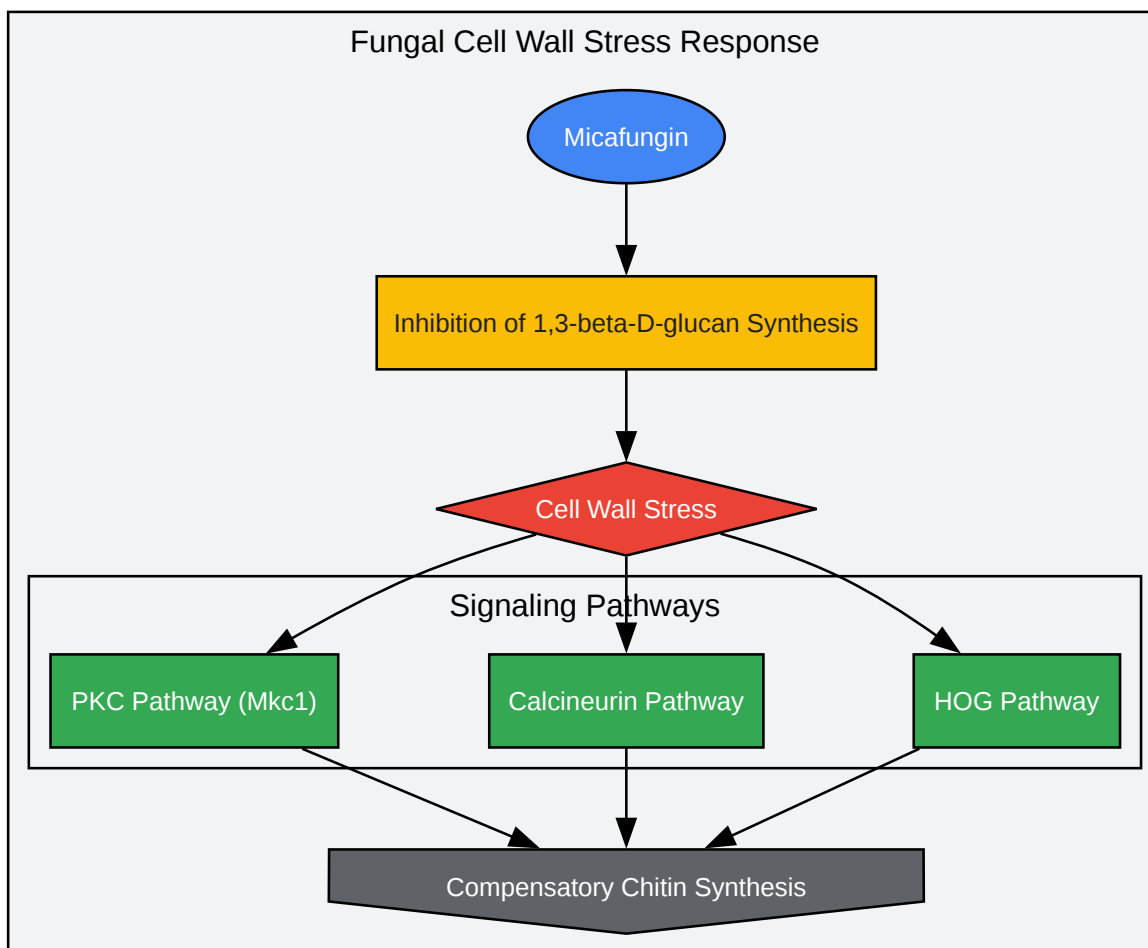 Fungal Cell Wall Stress Response
Micafungin
Inhibition of 1,3-beta-D-glucan Synthesis
Cell Wall Stress
Signaling Pathways
PKC Pathway (Mkc1)
Calcineurin Pathway
HOG Pathway
Compensatory Chitin Synthesis